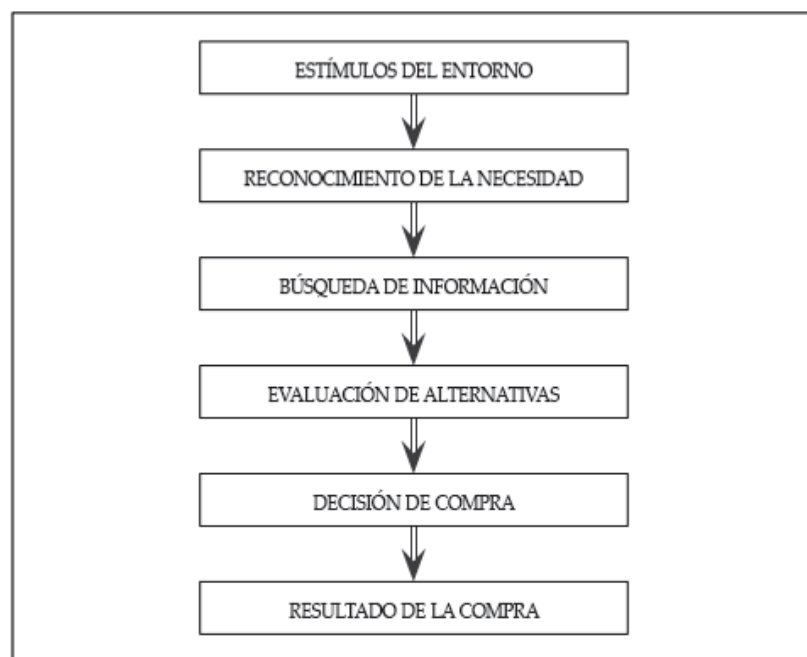 ESTÍMULOS DEL ENTORNO
RECONOCIMIENTO DE LA NECESIDAD
BÚSQUEDA DE INFORMACIÓN
EVALUACIÓN DE ALTERNATIVAS
DECISIÓN DE COMPRA
RESULTADO DE LA COMPRA